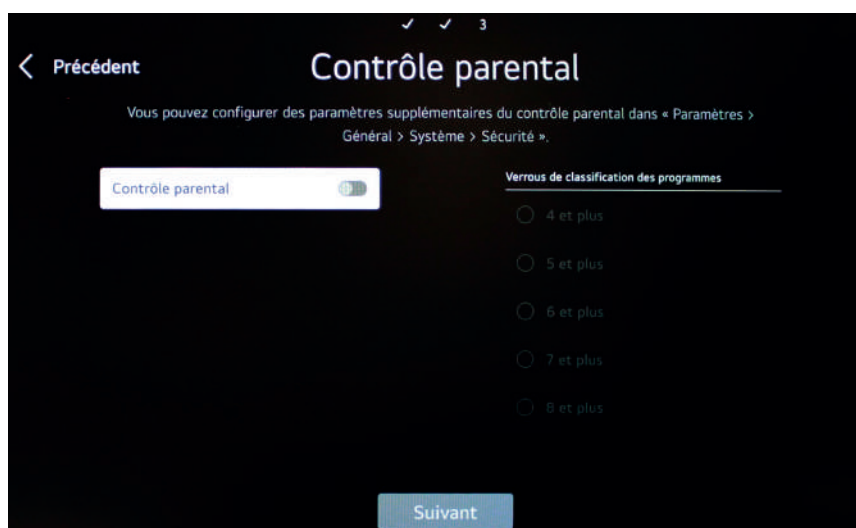 ✓ ✓ 3
Précédent
Contrôle parental
Vous pouvez configurer des paramètres supplémentaires du contrôle parental dans « Paramètres >
Général > Système > Sécurité ».
Contrôle parental
Verrous de classification des programmes
4 et plus
5 et plus
6 et plus
7 et plus
8 et plus
Suivant